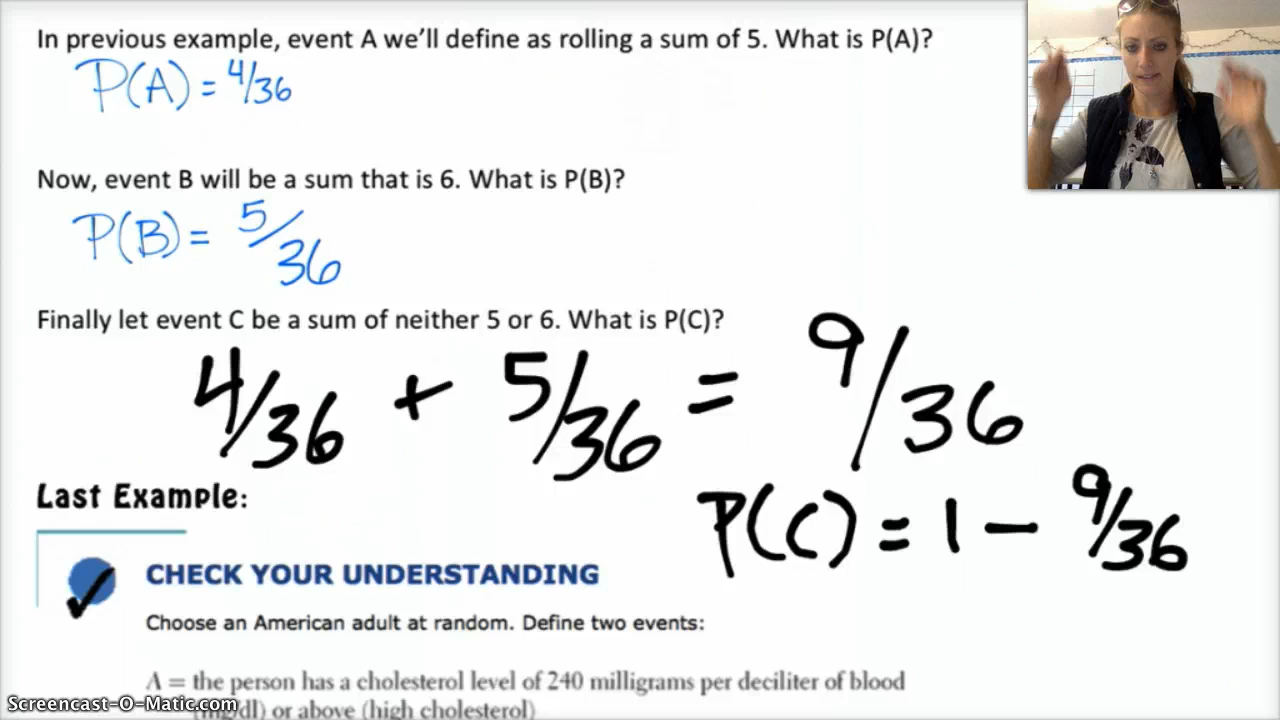 In previous example, event A we'll define as rolling a sum of 5. What is P(A)?
P(A) = 4/36
Now, event B will be a sum that is 6. What is P(B)?
P(B) = 5/36
Finally let event C be a sum of neither 5 or 6. What is P(C)?
4/36 + 5/36 = 9/36
Last Example:
P(C) = 1 - 9/36
CHECK YOUR UNDERSTANDING
Choose an American adult at random. Define two events:
A = the person has a cholesterol level of 240 milligrams per deciliter of blood
(mg/dl) or above (high cholesterol)
Screencast-O-Matic.com